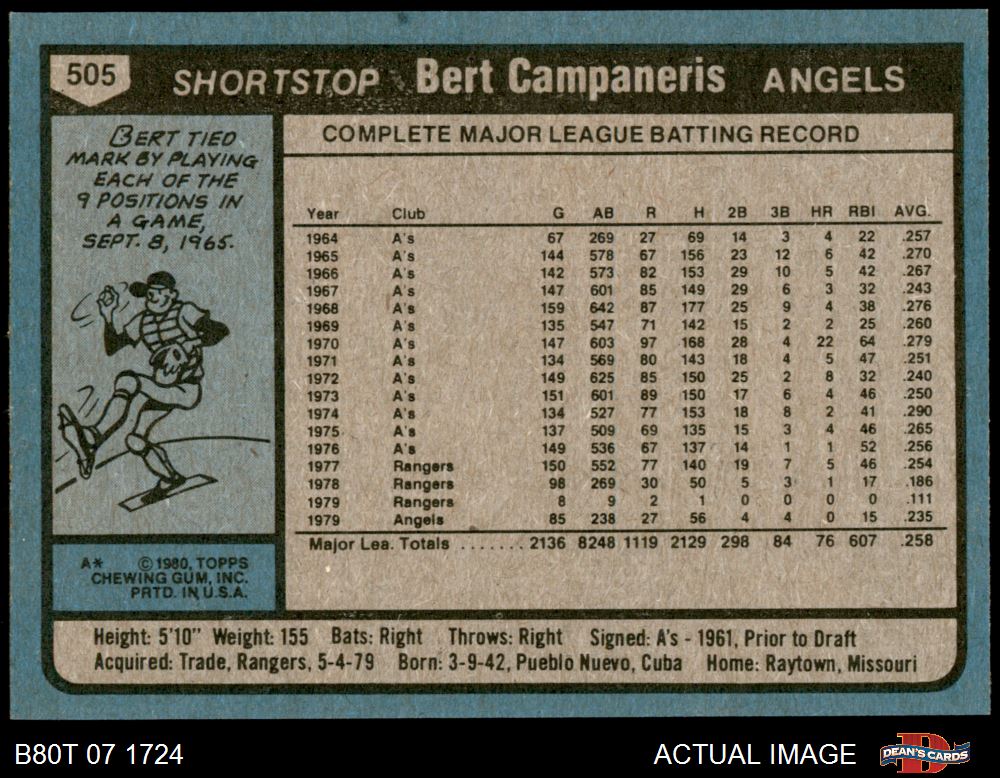 505 SHORTSTOP Bert Campaneris ANGELS
BERT TIED
MARK BY PLAYING
EACH OF THE
9 POSITIONS IN
A GAME,
SEPT. 8, 1965.
A* ©1980, TOPPS
CHEWING GUM, INC.
PRTD. IN U.S.A.
COMPLETE MAJOR LEAGUE BATTING RECORD
Year Club G AB R H 2B 3B HR RBI AVG.
1964 A's 67 269 27 69 14 3 4 22 .257
1965 A's 144 578 67 156 23 12 6 42 .270
1966 A's 142 573 82 153 29 10 5 42 .267
1967 A's 147 601 85 149 29 6 3 32 .243
1968 A's 159 642 87 177 25 9 4 38 .276
1969 A's 135 547 71 142 15 2 2 25 .260
1970 A's 147 603 97 168 28 4 22 64 .279
1971 A's 134 569 80 143 18 4 5 47 .251
1972 A's 149 625 85 150 25 2 8 32 .240
1973 A's 151 601 89 150 17 6 4 46 .250
1974 A's 134 527 77 153 18 8 2 41 .290
1975 A's 137 509 69 135 15 3 4 46 .265
1976 A's 149 536 67 137 14 1 1 52 .256
1977 Rangers 150 552 77 140 19 7 5 46 .254
1978 Rangers 98 269 30 50 5 3 1 17 .186
1979 Rangers 8 9 2 1 0 0 0 0 .111
1979 Angels 85 238 27 56 4 4 0 15 .235
Major Lea. Totals ....... 2136 8248 1119 2129 298 84 76 607 .258
Height: 5'10" Weight: 155 Bats: Right Throws: Right Signed: A's - 1961, Prior to Draft
Acquired: Trade, Rangers, 5-4-79 Born: 3-9-42, Pueblo Nuevo, Cuba Home: Raytown, Missouri
B80T 07 1724 ACTUAL IMAGE DEAN'S CARDS